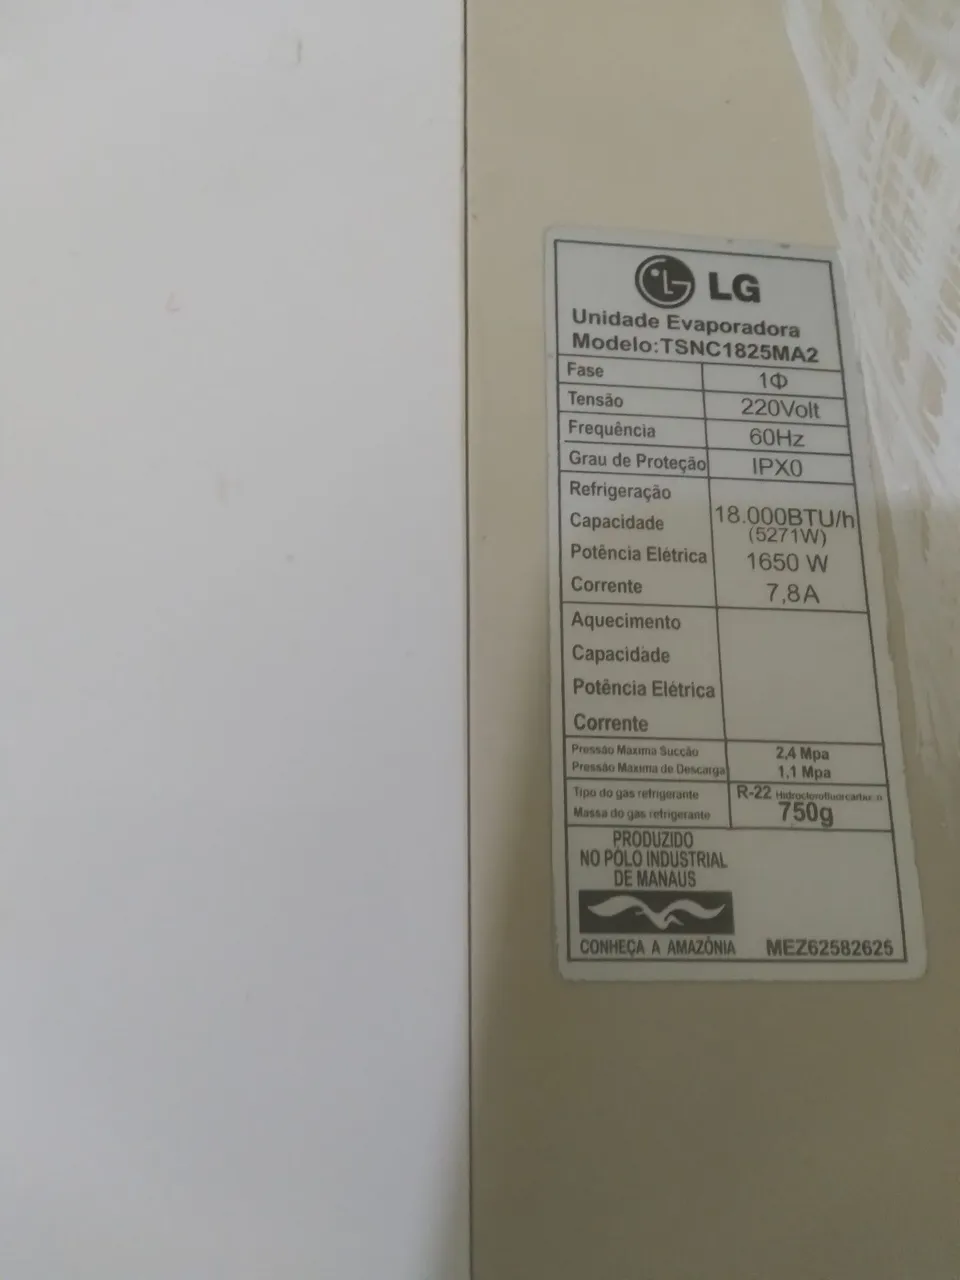 LG
Unidade Evaporadora
Modelo:TSNC1825MA2
Fase 1Φ
Tensão 220Volt
Frequência 60Hz
Grau de Proteção IPX0
Refrigeração
Capacidade 18.000BTU/h
(5271W)
Potência Elétrica 1650 W
Corrente 7,8A
Aquecimento
Capacidade
Potência Elétrica
Corrente
Pressão Maxima Sucção 2,4 Mpa
Pressão Maxima de Descarga 1,1 Mpa
Tipo do gas refrigerante R-22
Massa do gas refrigerante 750g
PRODUZIDO
NO PÓLO INDUSTRIAL
DE MANAUS
CONHEÇA A AMAZÔNIA MEZ62582625